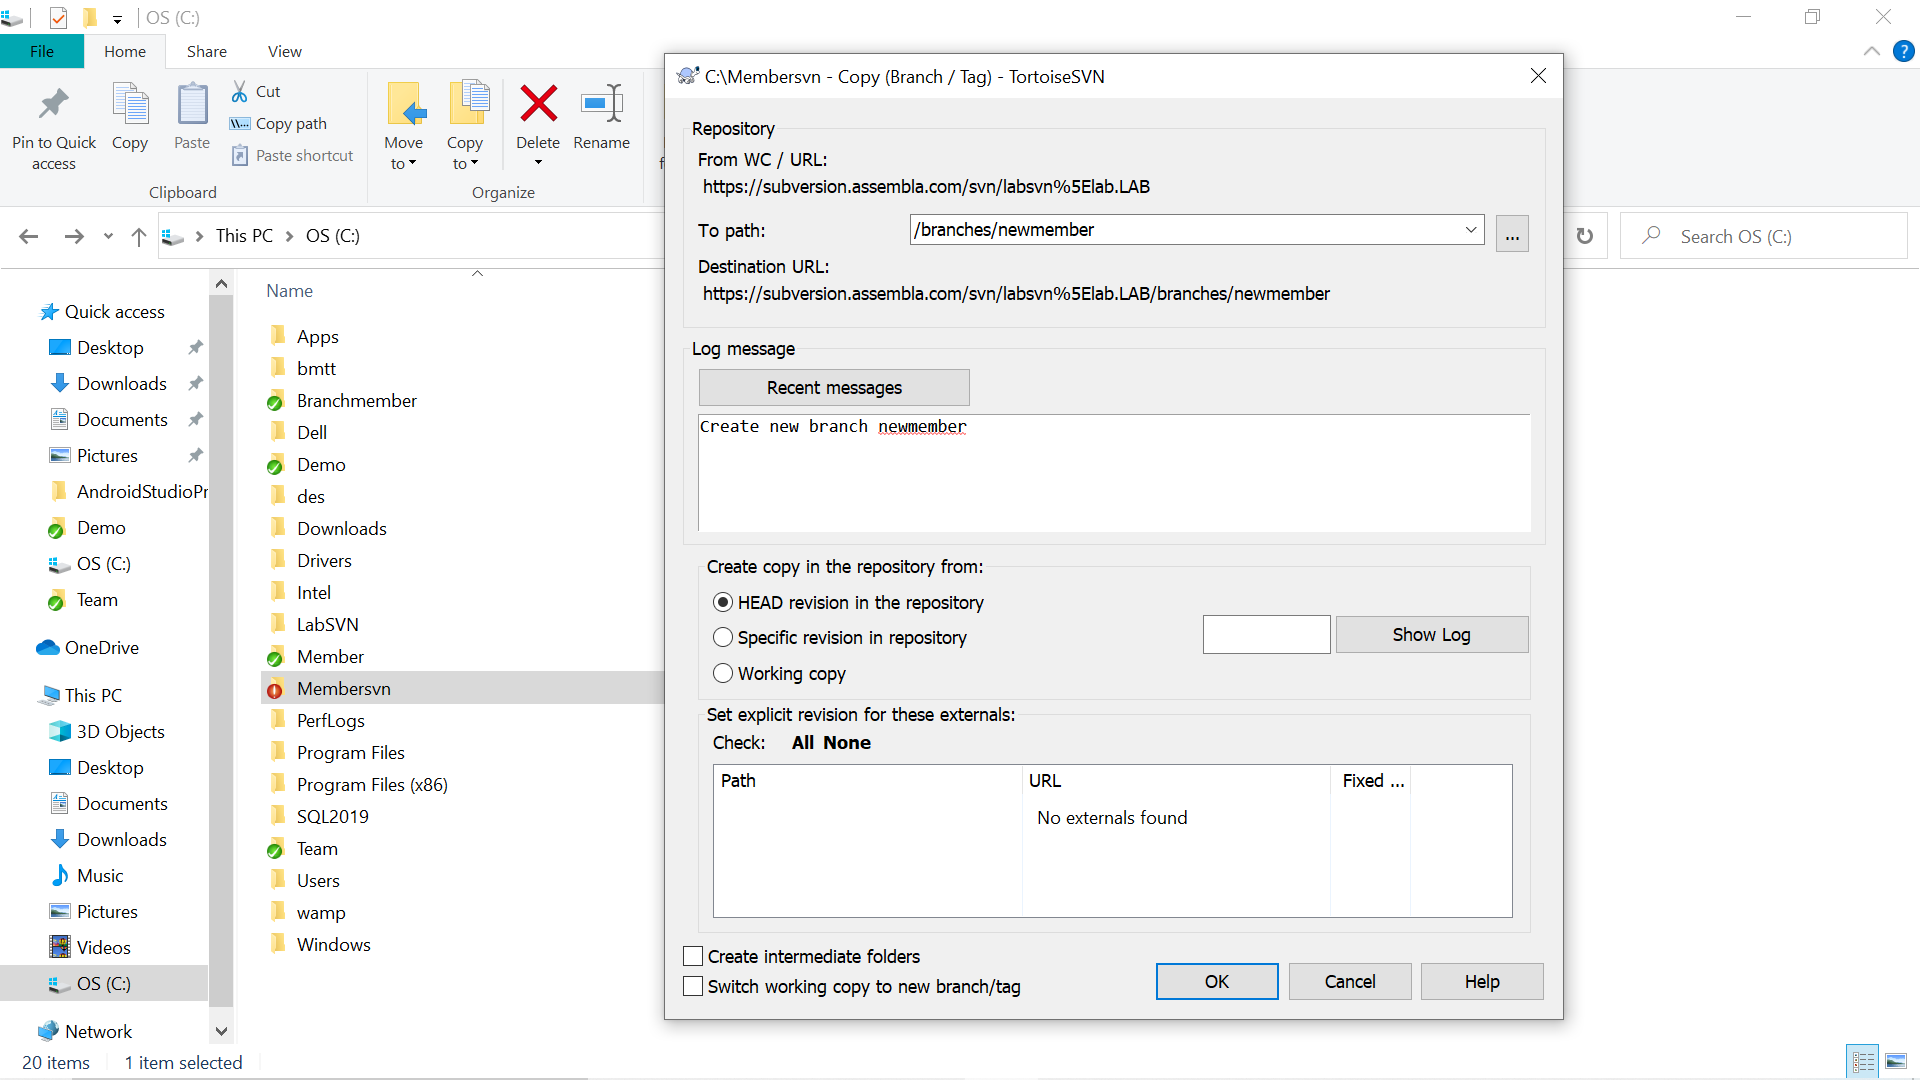 OS (C:)
File
Home
Share
View
Pin to Quick access
Copy
Paste
Cut
Copy path
Paste shortcut
Clipboard
Move to
Copy to
Delete
Rename
Organize
This PC
OS (C:)
Search OS (C:)
Quick access
Desktop
Downloads
Documents
Pictures
AndroidStudioPr
Demo
OS (C:)
Team
OneDrive
This PC
3D Objects
Desktop
Documents
Downloads
Music
Pictures
Videos
OS (C:)
Network
Name
Apps
bmtt
Branchmember
Dell
Demo
des
Downloads
Drivers
Intel
LabSVN
Member
Membersvn
PerfLogs
Program Files
Program Files (x86)
SQL2019
Team
Users
wamp
Windows
20 items
1 item selected
C:\Membersvn - Copy (Branch / Tag) - TortoiseSVN
Repository
From WC / URL:
https://subversion.assembla.com/svn/labsvn%5Elab.LAB
To path:
/branches/newmember
...
Destination URL:
https://subversion.assembla.com/svn/labsvn%5Elab.LAB/branches/newmember
Log message
Recent messages
Create new branch newmember
Create copy in the repository from:
HEAD revision in the repository
Specific revision in repository
Show Log
Working copy
Set explicit revision for these externals:
Check: All None
Path
URL
Fixed ...
No externals found
Create intermediate folders
Switch working copy to new branch/tag
OK
Cancel
Help